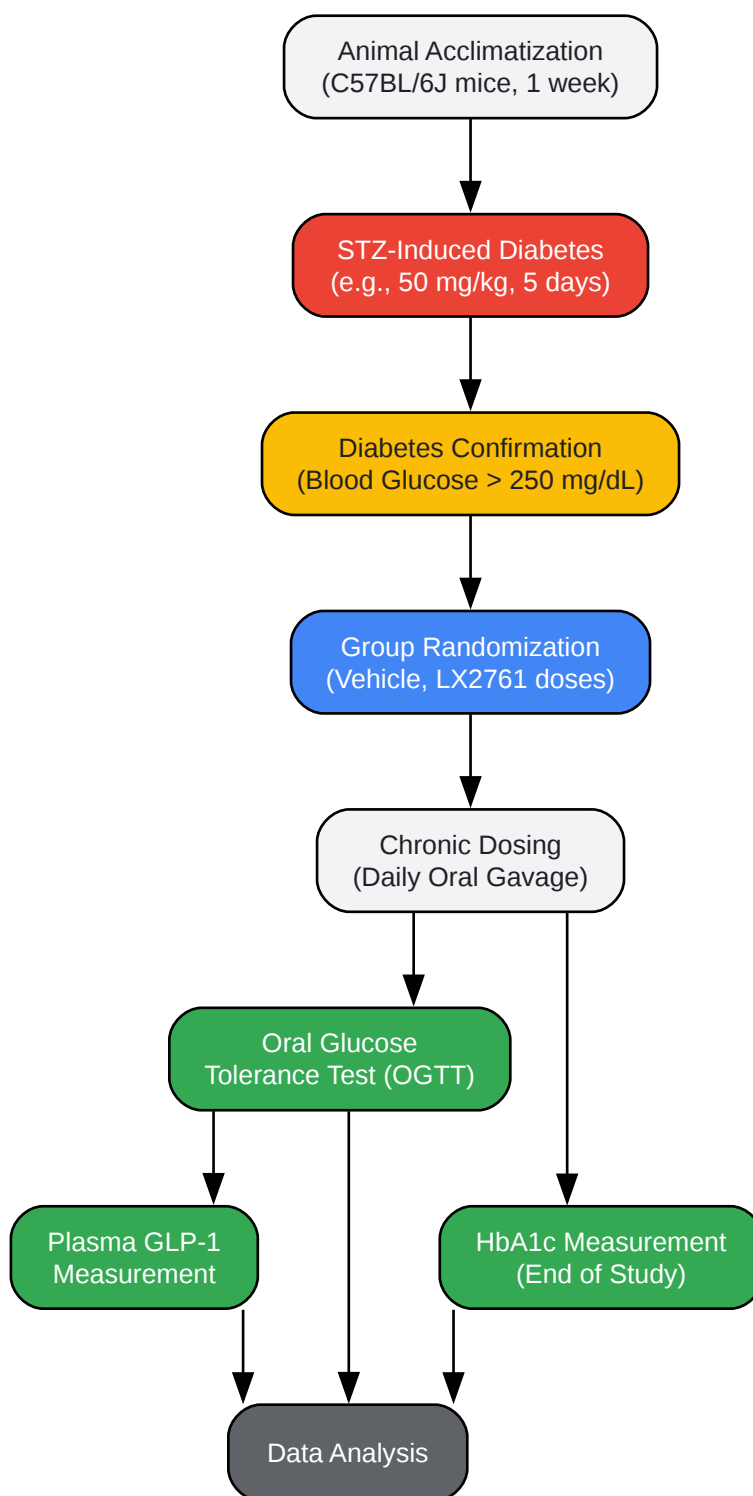 Animal Acclimatization
(C57BL/6J mice, 1 week)
STZ-Induced Diabetes
(e.g., 50 mg/kg, 5 days)
Diabetes Confirmation
(Blood Glucose > 250 mg/dL)
Group Randomization
(Vehicle, LX2761 doses)
Chronic Dosing
(Daily Oral Gavage)
Oral Glucose
Tolerance Test (OGTT)
Plasma GLP-1
Measurement
HbA1c Measurement
(End of Study)
Data Analysis